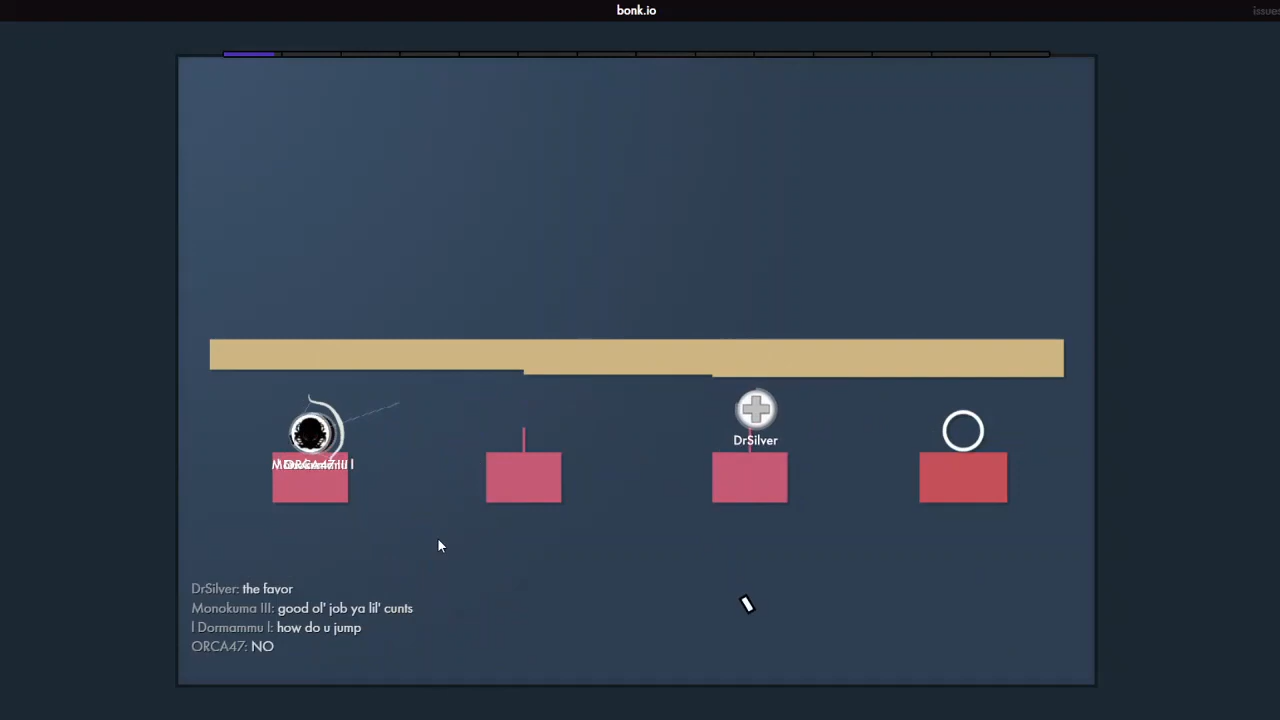 bonk.io
issues
DrSilver
DrSilver: the favor
Monokuma III: good ol' job ya lil' cunts
l Dormammu l: how do u jump
ORCA47: NO